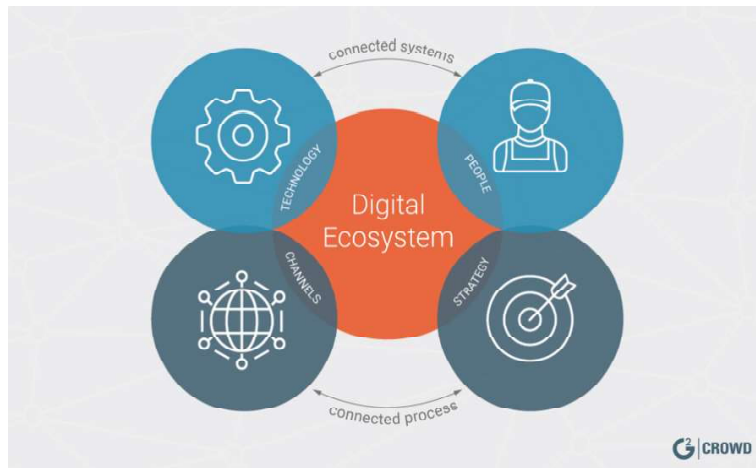 connected systems
TECHNOLOGY
PEOPLE
Digital
Ecosystem
CHANNELS
STRATEGY
connected process
G2 | CROWD